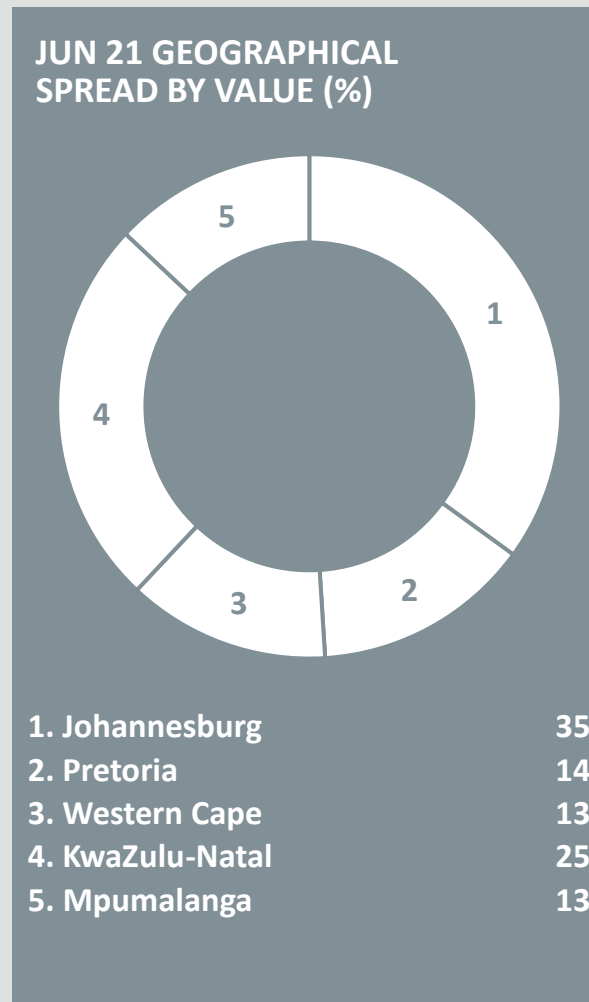 JUN 21 GEOGRAPHICAL
SPREAD BY VALUE (%)
5
1
4
2
3
1. Johannesburg 35
2. Pretoria 14
3. Western Cape 13
4. KwaZulu-Natal 25
5. Mpumalanga 13